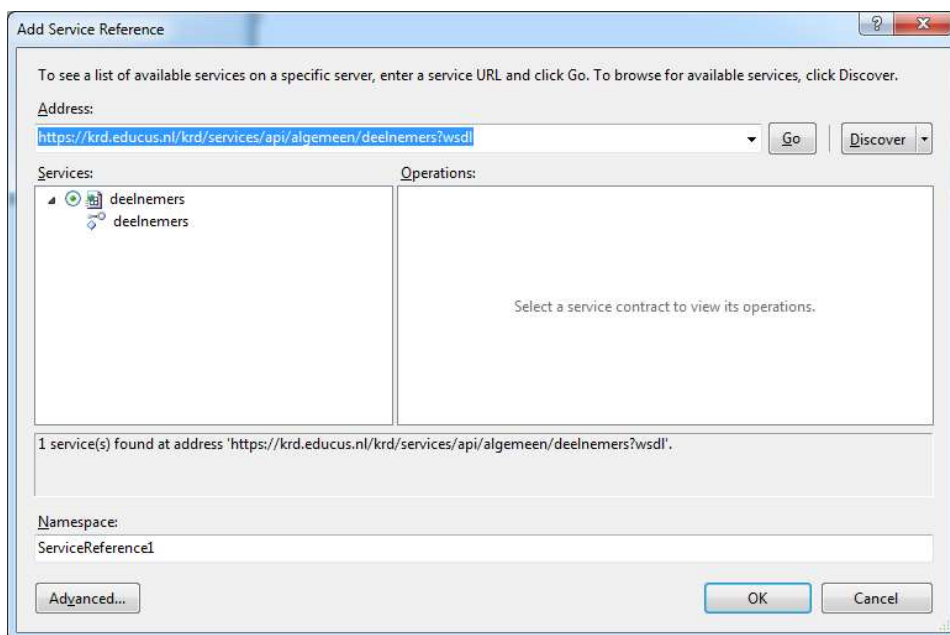 Add Service Reference
To see a list of available services on a specific server, enter a service URL and click Go. To browse for available services, click Discover.
Address:
https://krd.educus.nl/krd/services/api/algemeen/deelnemers?wsdl
Go
Discover
Services:
Operations:
deelnemers
deelnemers
Select a service contract to view its operations.
1 service(s) found at address 'https://krd.educus.nl/krd/services/api/algemeen/deelnemers?wsdl'.
Namespace:
ServiceReference1
Advanced...
OK
Cancel